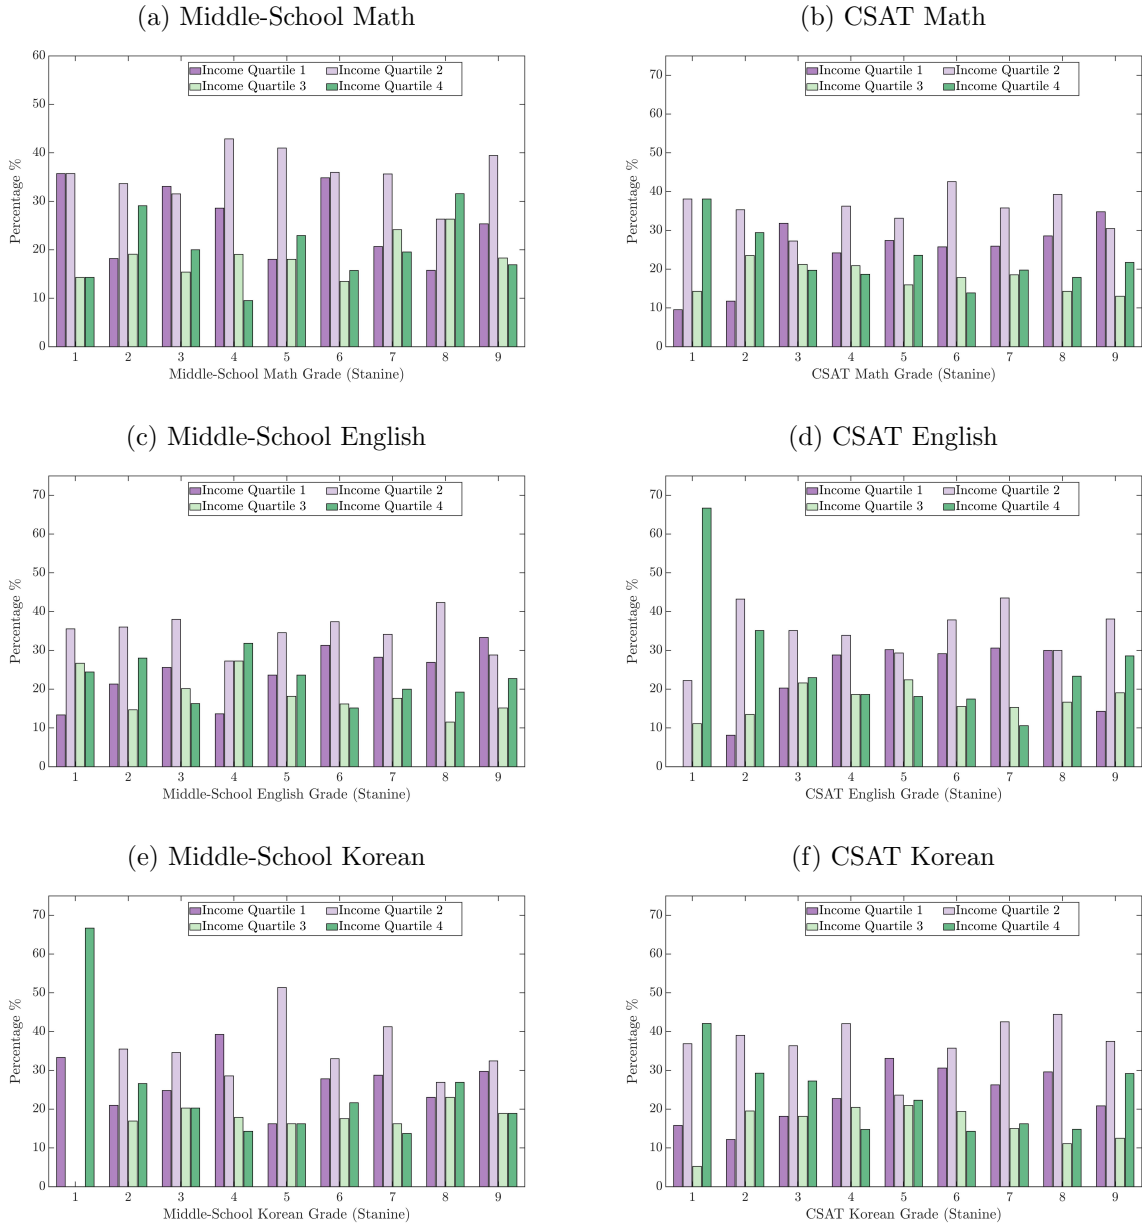 (a) Middle-School Math
60
50
40
30
20
10
0
Percentage %
Income Quartile 1 Income Quartile 2
Income Quartile 3 Income Quartile 4
1 2 3 4 5 6 7 8 9
Middle-School Math Grade (Stanine)
(b) CSAT Math
70
60
50
40
30
20
10
0
Percentage %
Income Quartile 1 Income Quartile 2
Income Quartile 3 Income Quartile 4
1 2 3 4 5 6 7 8 9
CSAT Math Grade (Stanine)
(c) Middle-School English
70
60
50
40
30
20
10
0
Percentage %
Income Quartile 1 Income Quartile 2
Income Quartile 3 Income Quartile 4
1 2 3 4 5 6 7 8 9
Middle-School English Grade (Stanine)
(d) CSAT English
70
60
50
40
30
20
10
0
Percentage %
Income Quartile 1 Income Quartile 2
Income Quartile 3 Income Quartile 4
1 2 3 4 5 6 7 8 9
CSAT English Grade (Stanine)
(e) Middle-School Korean
70
60
50
40
30
20
10
0
Percentage %
Income Quartile 1 Income Quartile 2
Income Quartile 3 Income Quartile 4
1 2 3 4 5 6 7 8 9
Middle-School Korean Grade (Stanine)
(f) CSAT Korean
70
60
50
40
30
20
10
0
Percentage %
Income Quartile 1 Income Quartile 2
Income Quartile 3 Income Quartile 4
1 2 3 4 5 6 7 8 9
CSAT Korean Grade (Stanine)